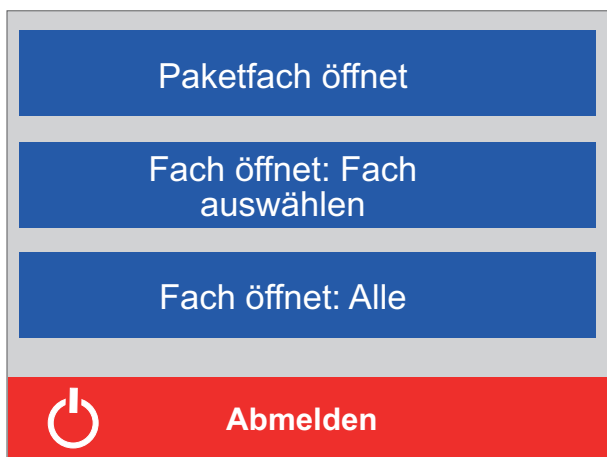 Paketfach öffnet
Fach öffnet: Fach
auswählen
Fach öffnet: Alle
Abmelden